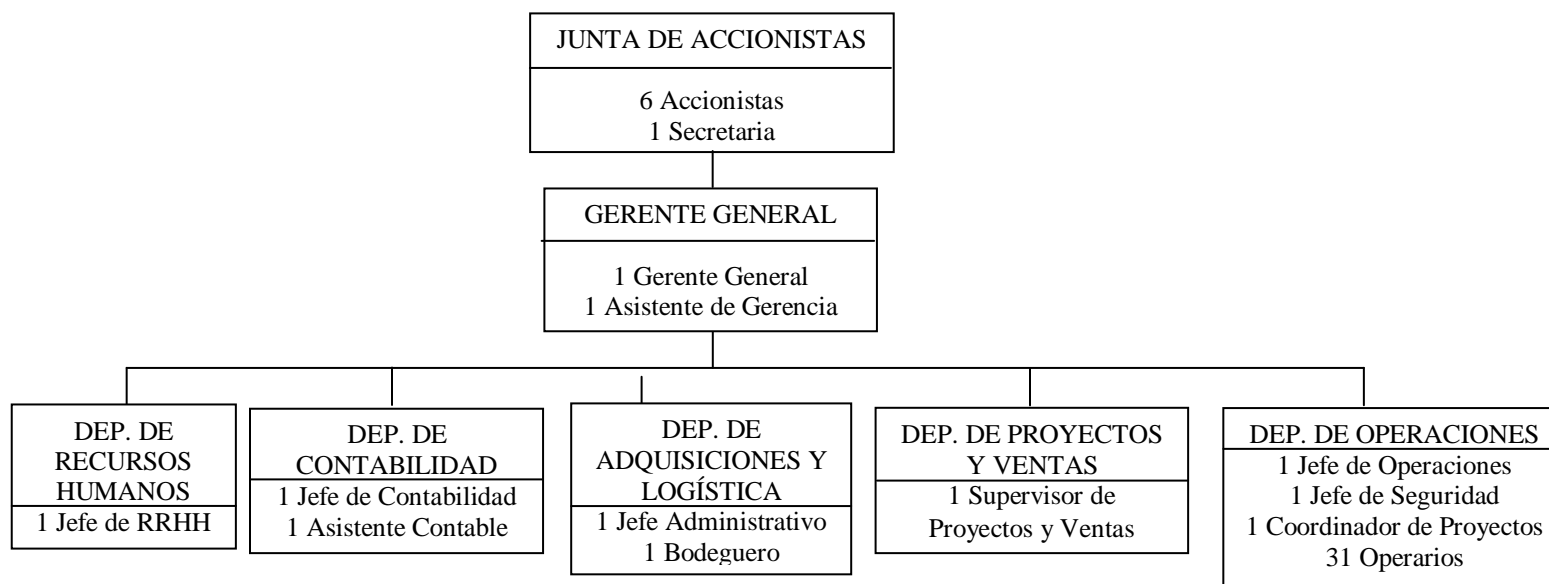 JUNTA DE ACCIONISTAS
6 Accionistas
1 Secretaria
GERENTE GENERAL
1 Gerente General
1 Asistente de Gerencia
DEP. DE
RECURSOS
HUMANOS
1 Jefe de RRHH
DEP. DE
CONTABILIDAD
1 Jefe de Contabilidad
1 Asistente Contable
DEP. DE
ADQUISICIONES Y
LOGÍSTICA
1 Jefe Administrativo
1 Bodeguero
DEP. DE PROYECTOS
Y VENTAS
1 Supervisor de
Proyectos y Ventas
DEP. DE OPERACIONES
1 Jefe de Operaciones
1 Jefe de Seguridad
1 Coordinador de Proyectos
31 Operarios